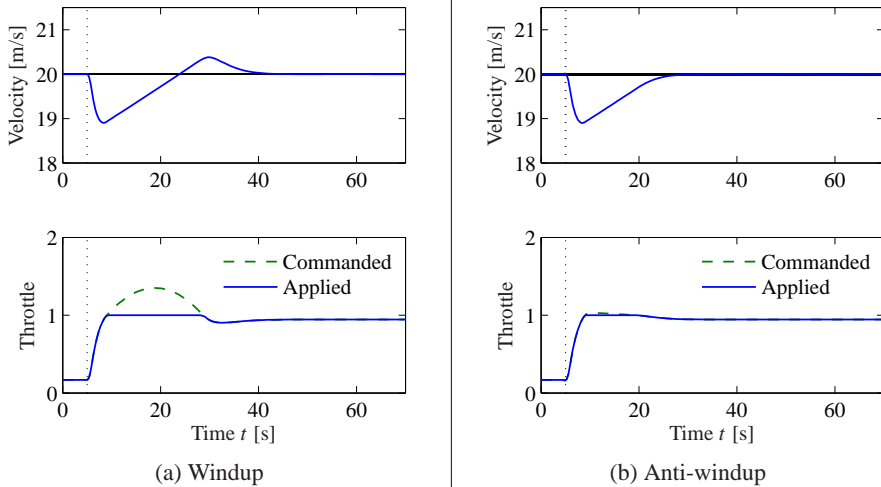 21
20
19
18
Velocity [m/s]
0 20 40 60
2
1
0
Throttle
Commanded
Applied
0 20 40 60
Time t [s]
(a) Windup
21
20
19
18
Velocity [m/s]
0 20 40 60
2
1
0
Throttle
Commanded
Applied
0 20 40 60
Time t [s]
(b) Anti-windup